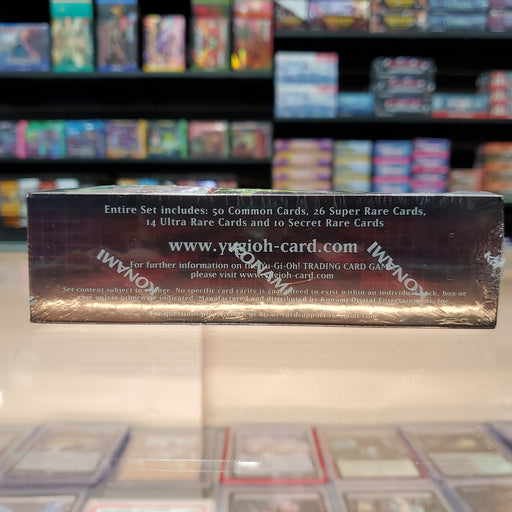 Entire Set includes: 50 Common Cards, 26 Super Rare Cards,
14 Ultra Rare Cards and 10 Secret Rare Cards
www.yugioh-card.com
For further information on the Yu-Gi-Oh! TRADING CARD GAME,
please visit www.yugioh-card.com
Set content subject to change. No specific card rarity is guaranteed to exist within an individual pack, box or
case unless otherwise indicated. Manufactured and distributed by Konami Digital Entertainment, Inc.
For questions
KONAMI
KONAMI
KONAMI